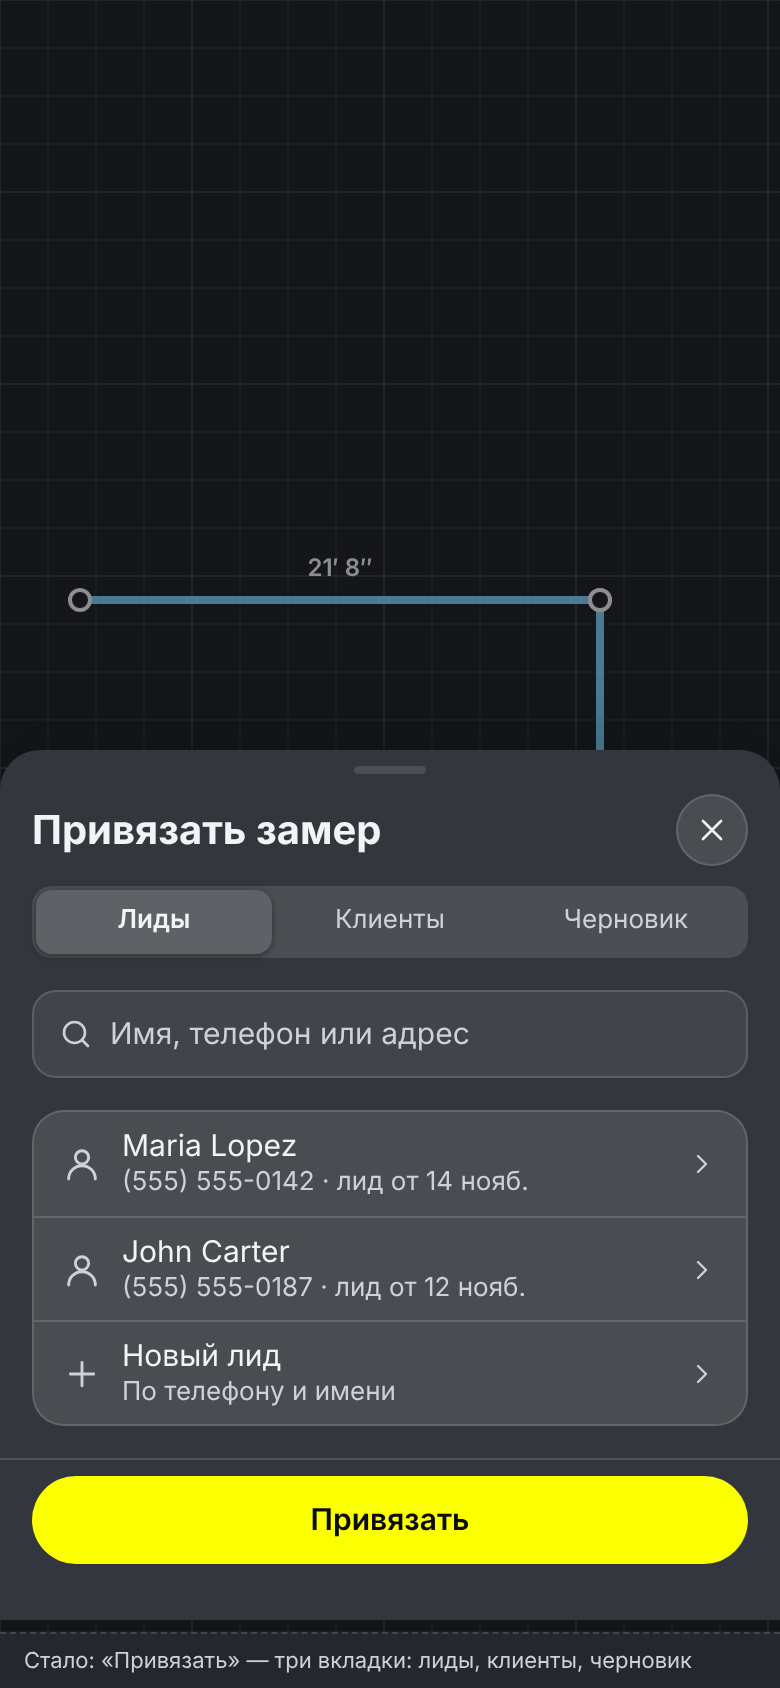 21′ 8″
Привязать замер
Лиды
Клиенты
Черновик
Имя, телефон или адрес
Maria Lopez
(555) 555-0142 · лид от 14 нояб.
John Carter
(555) 555-0187 · лид от 12 нояб.
Новый лид
По телефону и имени
Привязать
Стало: «Привязать» — три вкладки: лиды, клиенты, черновик